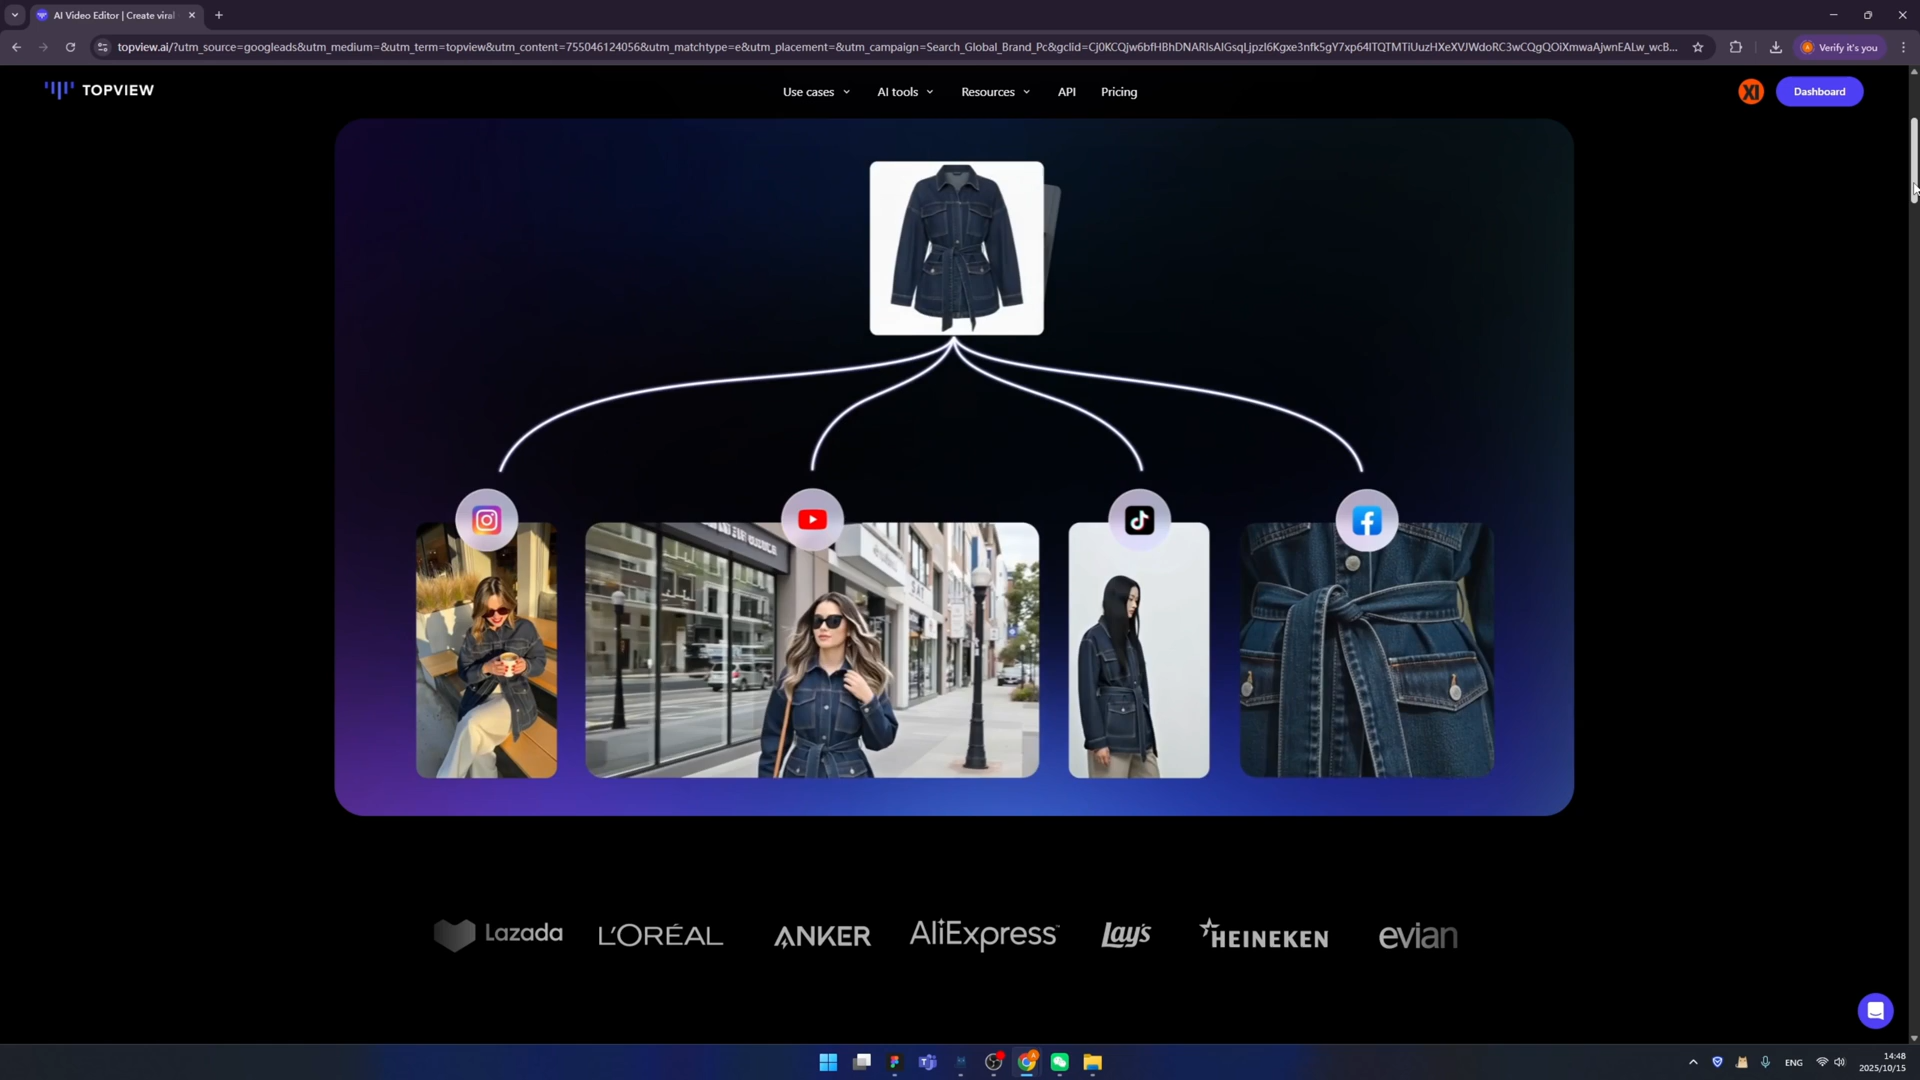 AI Video Editor | Create viral
topview.ai/?utm_source=googleads&utm_medium=&utm_term=topview&utm_content=755046124056&utm_matchtype=e&utm_placement=&utm_campaign=Search_Global_Brand_Pc&gclid=
Verify it's you
TOPVIEW
Use cases
AI tools
Resources
API
Pricing
XI
Dashboard
Lazada
L'ORÉAL
ANKER
AliExpress
Lay's
HEINEKEN
evian
ENG
14:48
2025/10/15